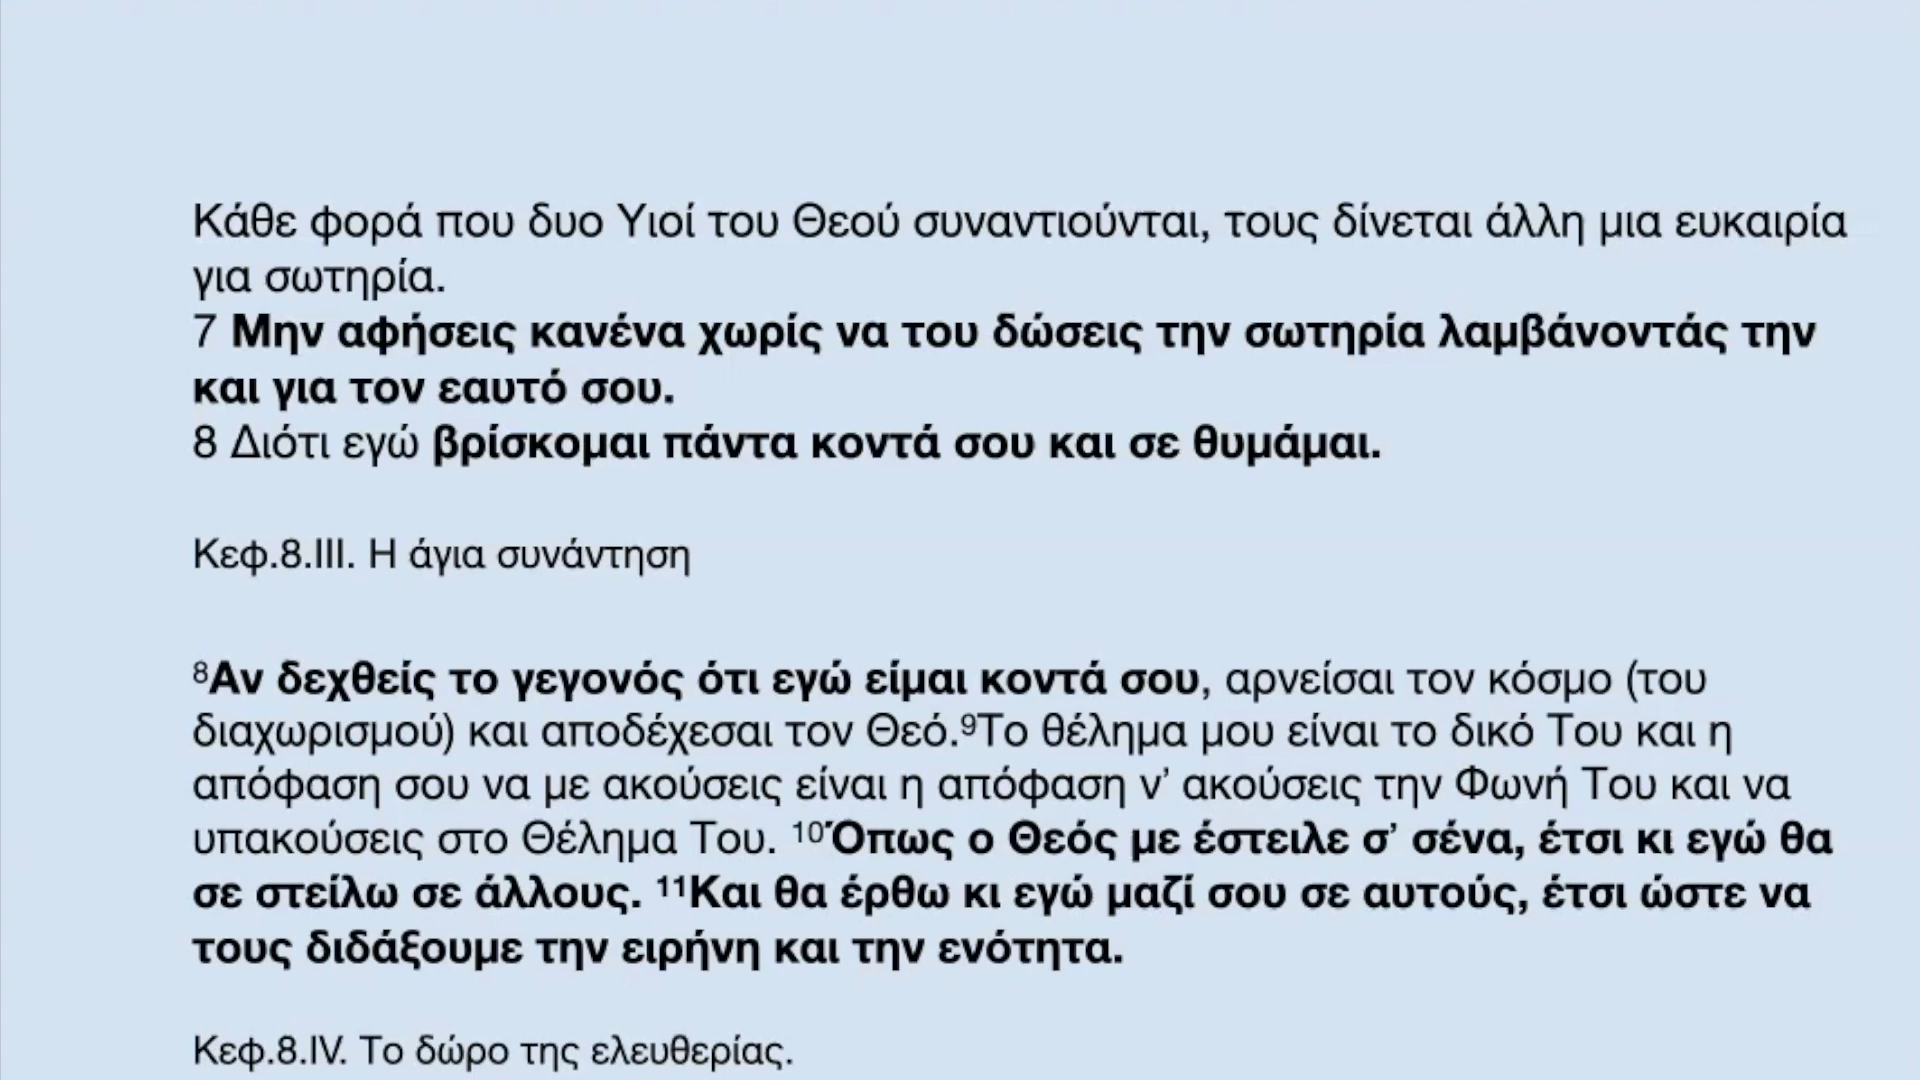 Κάθε φορά που δυο Υιοί του Θεού συναντιούνται, τους δίνεται άλλη μια ευκαιρία
για σωτηρία.
7 Μην αφήσεις κανένα χωρίς να του δώσεις την σωτηρία λαμβάνοντάς την
και για τον εαυτό σου.
8 Διότι εγώ βρίσκομαι πάντα κοντά σου και σε θυμάμαι.
Κεφ.8.III. Η άγια συνάντηση
⁸Αν δεχθείς το γεγονός ότι εγώ είμαι κοντά σου, αρνείσαι τον κόσμο (του
διαχωρισμού) και αποδέχεσαι τον Θεό.⁹Το θέλημα μου είναι το δικό Του και η
απόφαση σου να με ακούσεις είναι η απόφαση ν’ ακούσεις την Φωνή Του και να
υπακούσεις στο Θέλημα Του. ¹⁰Όπως ο Θεός με έστειλε σ’ σένα, έτσι κι εγώ θα
σε στείλω σε άλλους. ¹¹Και θα έρθω κι εγώ μαζί σου σε αυτούς, έτσι ώστε να
τους διδάξουμε την ειρήνη και την ενότητα.
Κεφ.8.IV. Το δώρο της ελευθερίας.